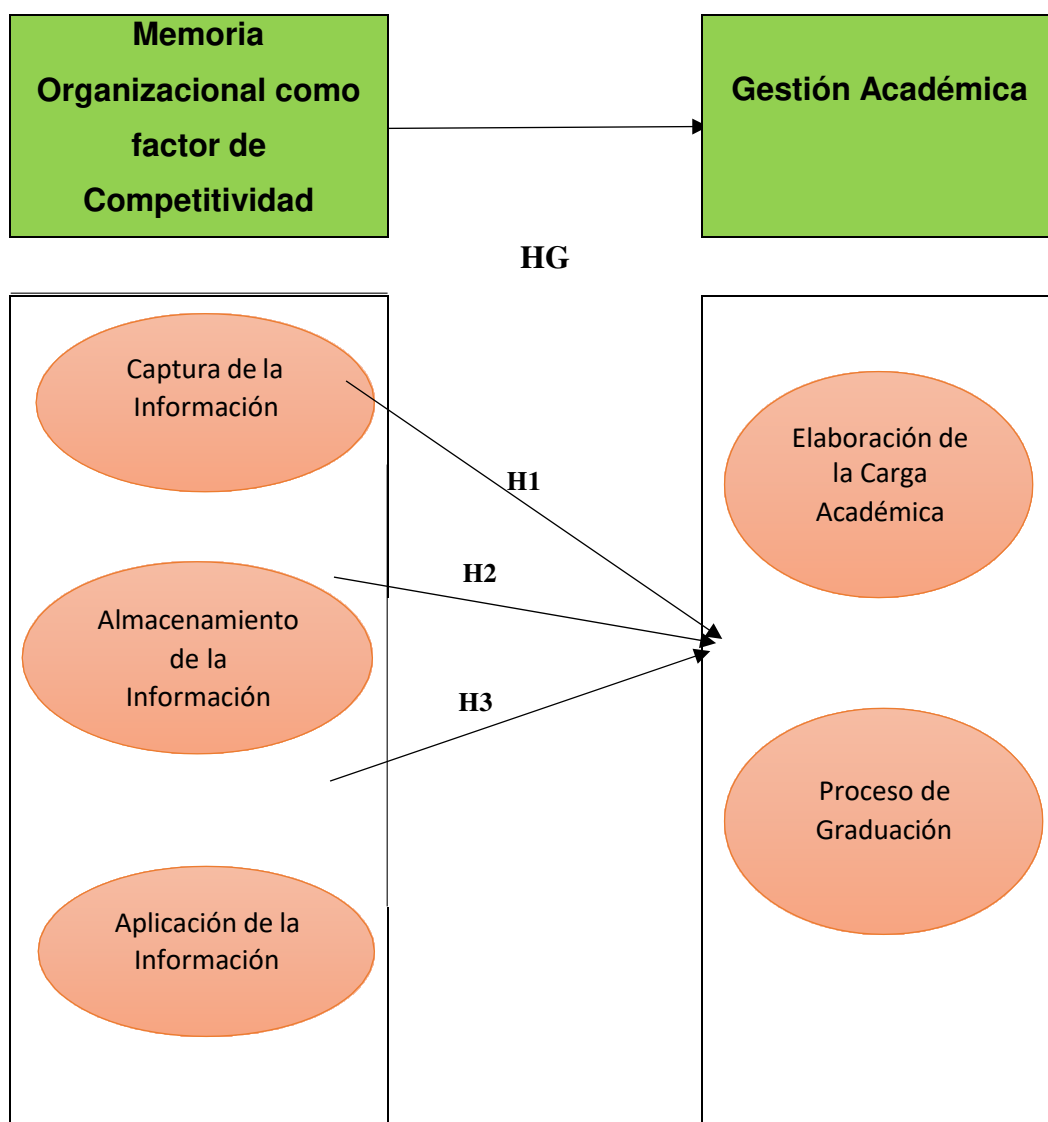 Memoria
Organizacional como
factor de
Competitividad
Gestión Académica
HG
Captura de la
Información
H1
Elaboración de
la Carga
Académica
H2
Almacenamiento
de la
Información
H3
Proceso de
Graduación
Aplicación de la
Información